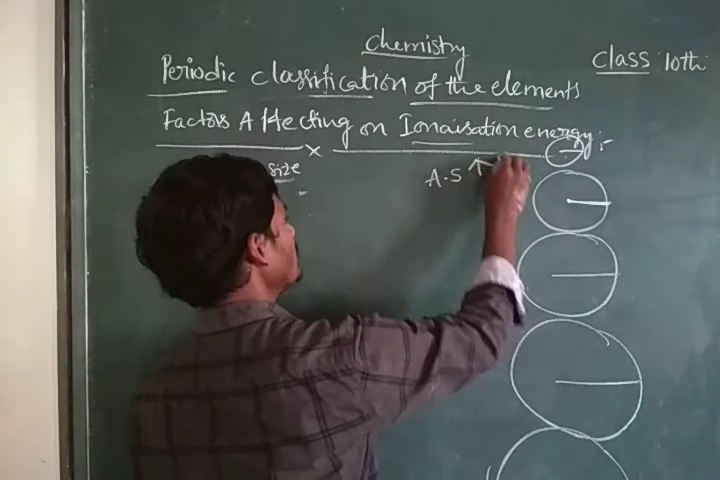 Chemistry
class 10th
Periodic classification of the elements
Factors Affecting on Ionaisation energy:-
size
A.S ↑